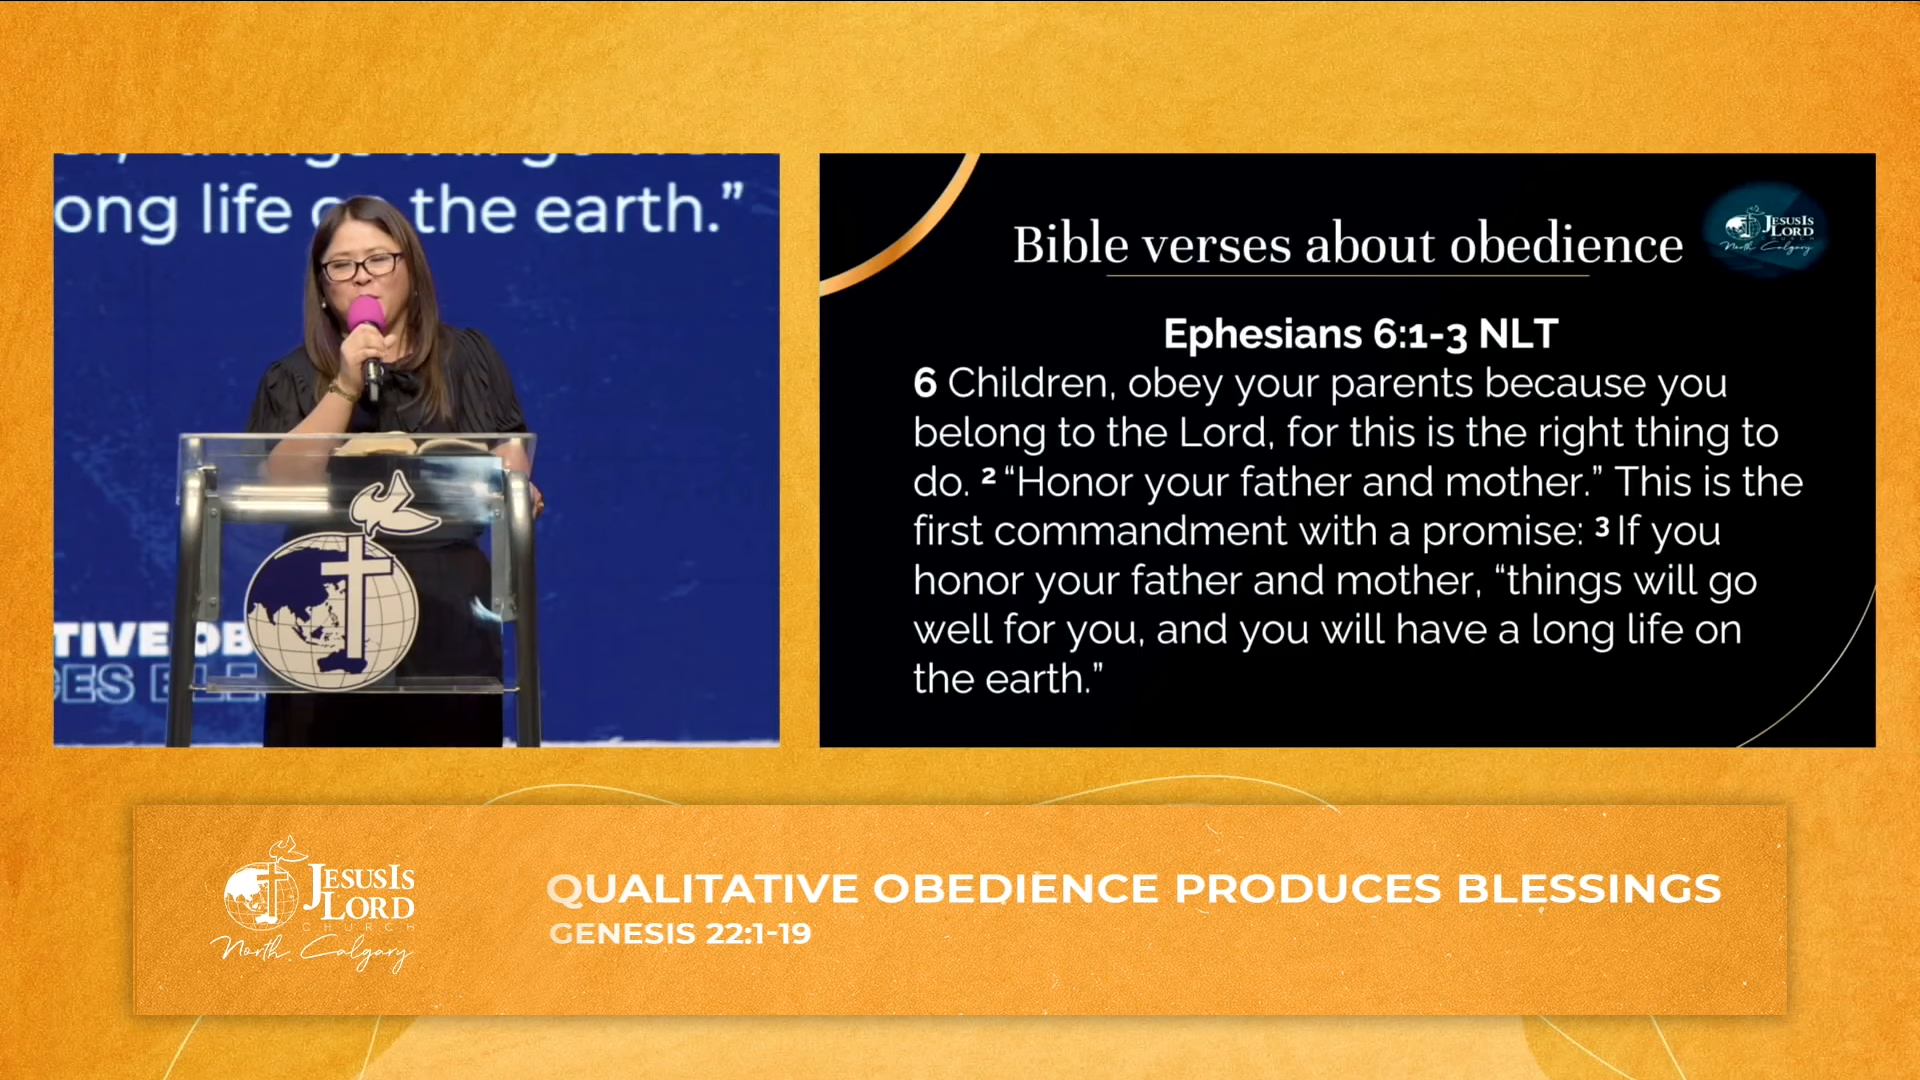 ong life on the earth.”
TIVE OB
CES BLE
Bible verses about obedience
JESUS IS
LORD
CHURCH
North Calgary
Ephesians 6:1-3 NLT
6 Children, obey your parents because you
belong to the Lord, for this is the right thing to
do. 2 “Honor your father and mother.” This is the
first commandment with a promise: 3 If you
honor your father and mother, “things will go
well for you, and you will have a long life on
the earth.”
JESUS IS
LORD
CHURCH
North Calgary
QUALITATIVE OBEDIENCE PRODUCES BLESSINGS
GENESIS 22:1-19